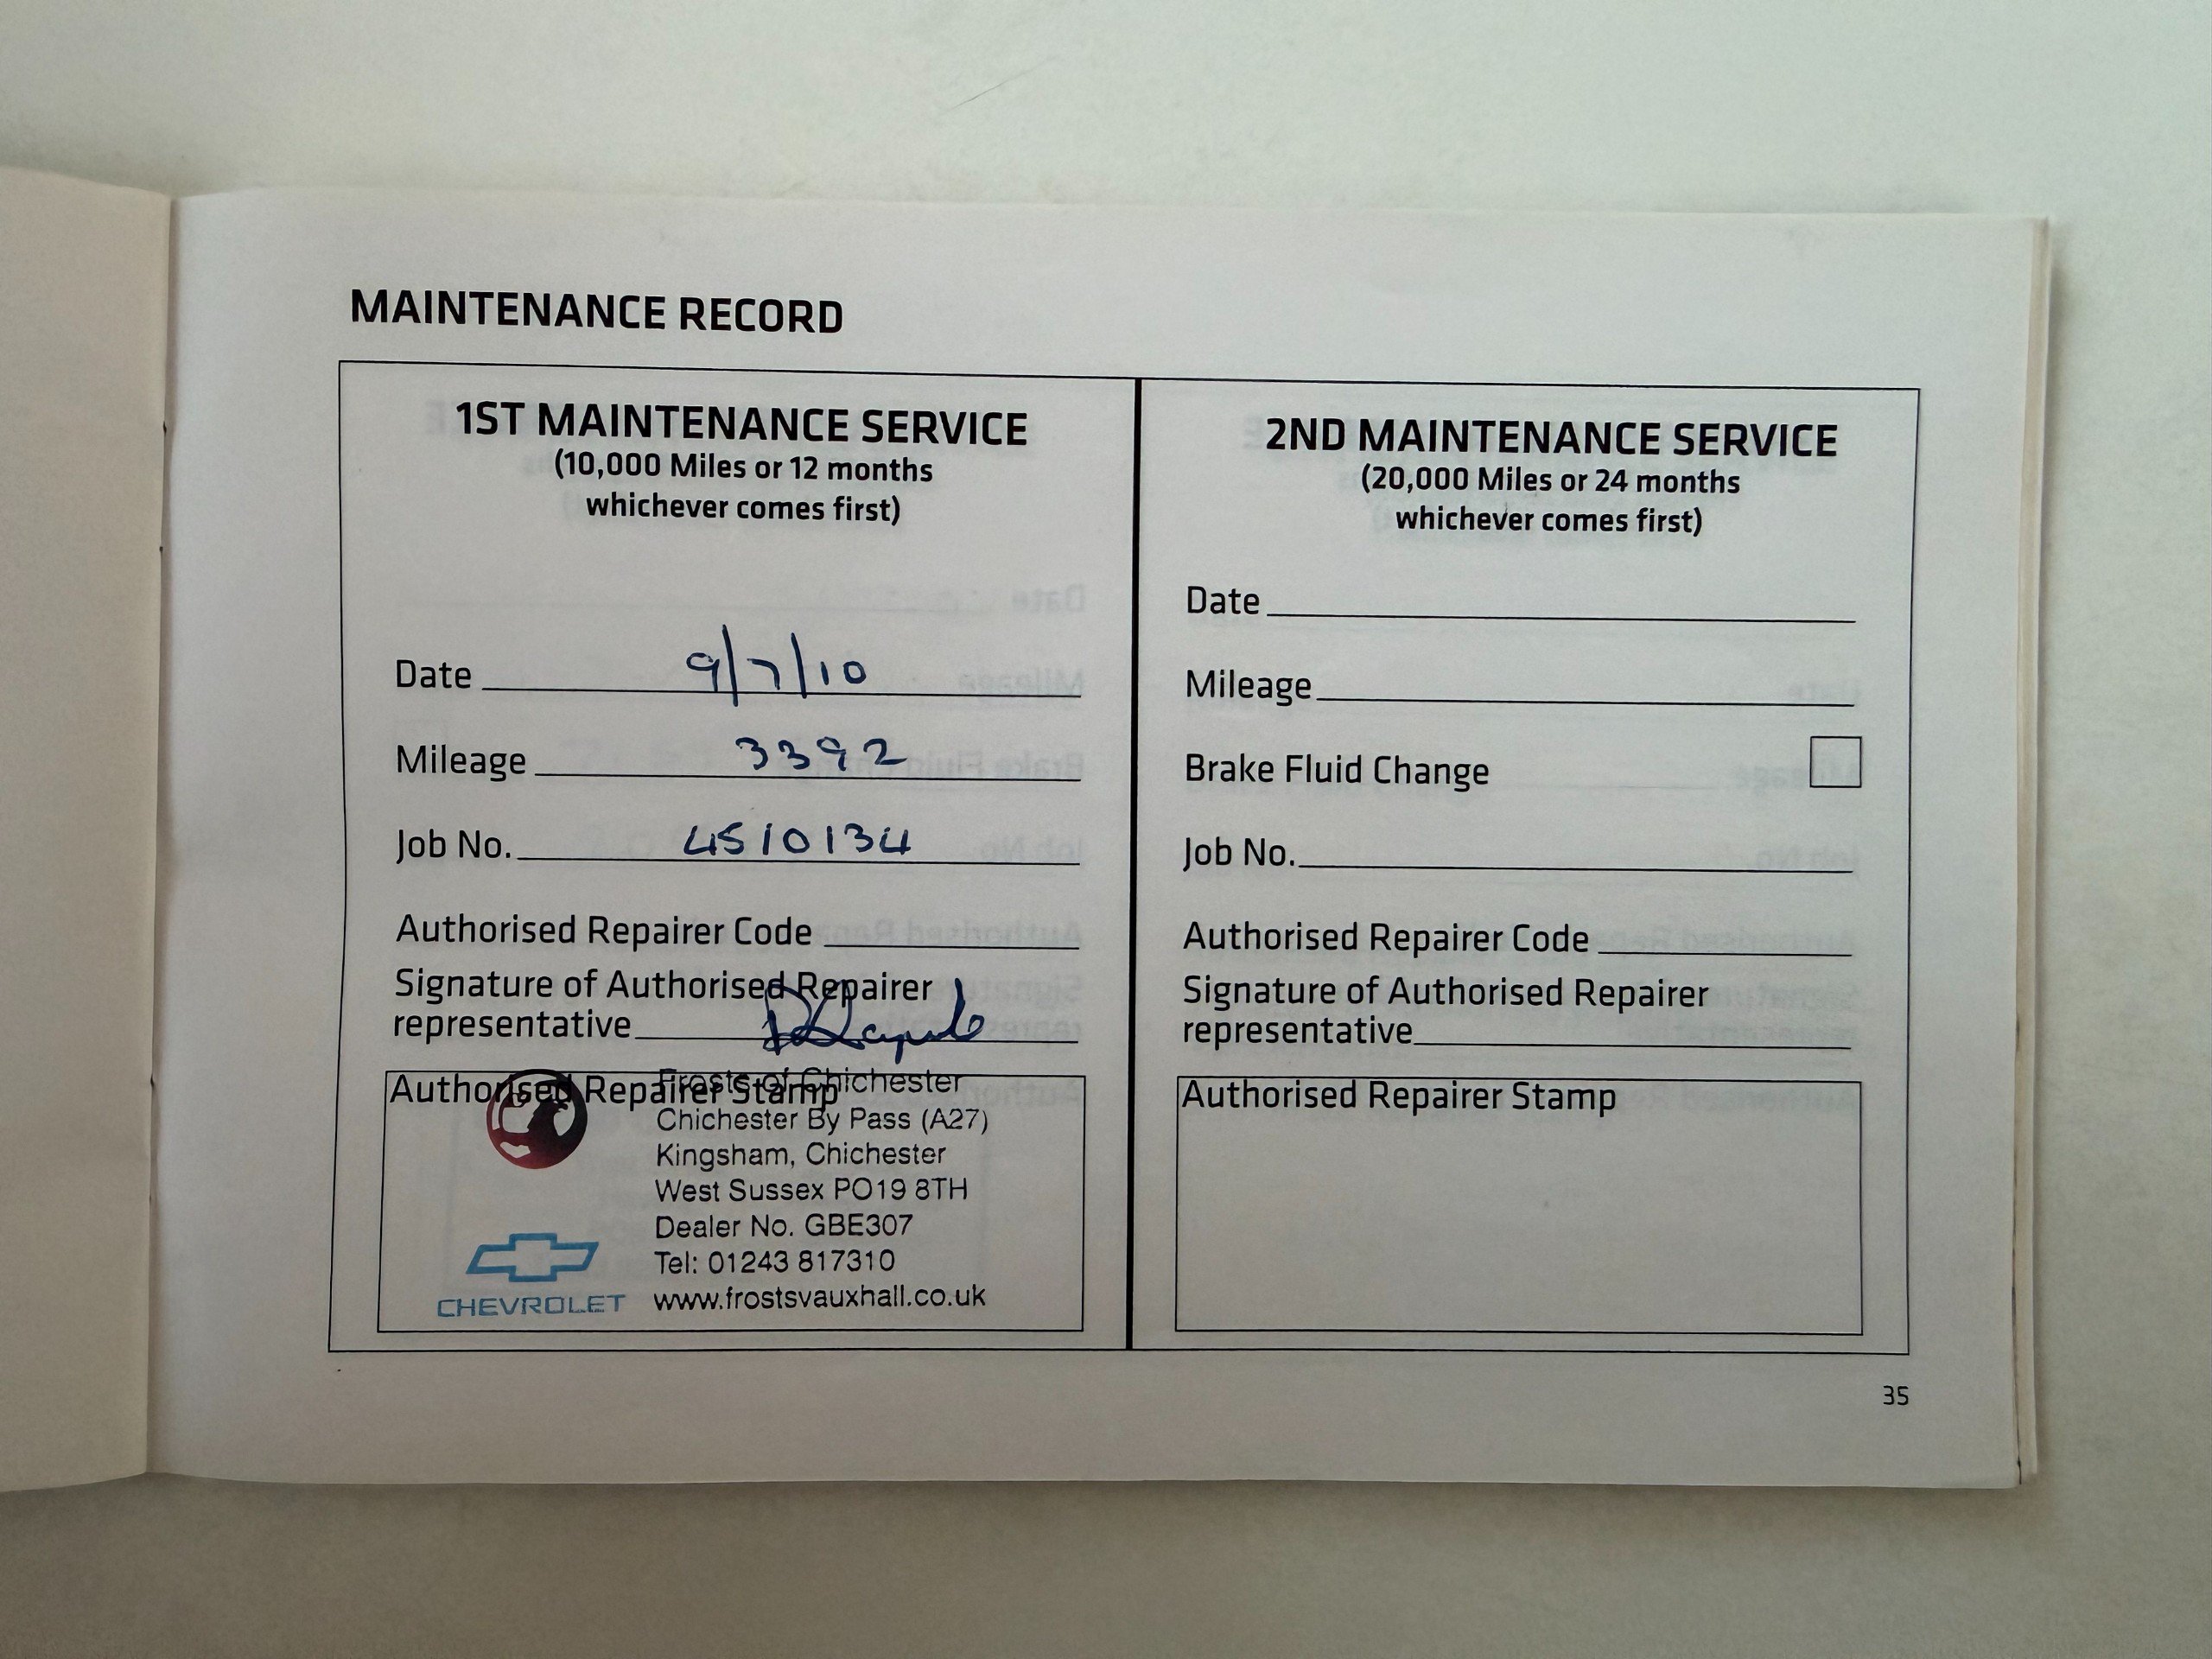 MAINTENANCE RECORD
1ST MAINTENANCE SERVICE
(10,000 Miles or 12 months
whichever comes first)
Date 9/7/10
Mileage 3392
Job No. 4510134
Authorised Repairer Code
Signature of Authorised Repairer
representative
Authorised Repairer Stamp
Frosts of Chichester
Chichester By Pass (A27)
Kingsham, Chichester
West Sussex PO19 8TH
Dealer No. GBE307
Tel: 01243 817310
www.frostsvauxhall.co.uk
CHEVROLET
2ND MAINTENANCE SERVICE
(20,000 Miles or 24 months
whichever comes first)
Date
Mileage
Brake Fluid Change
Job No.
Authorised Repairer Code
Signature of Authorised Repairer
representative
Authorised Repairer Stamp
35